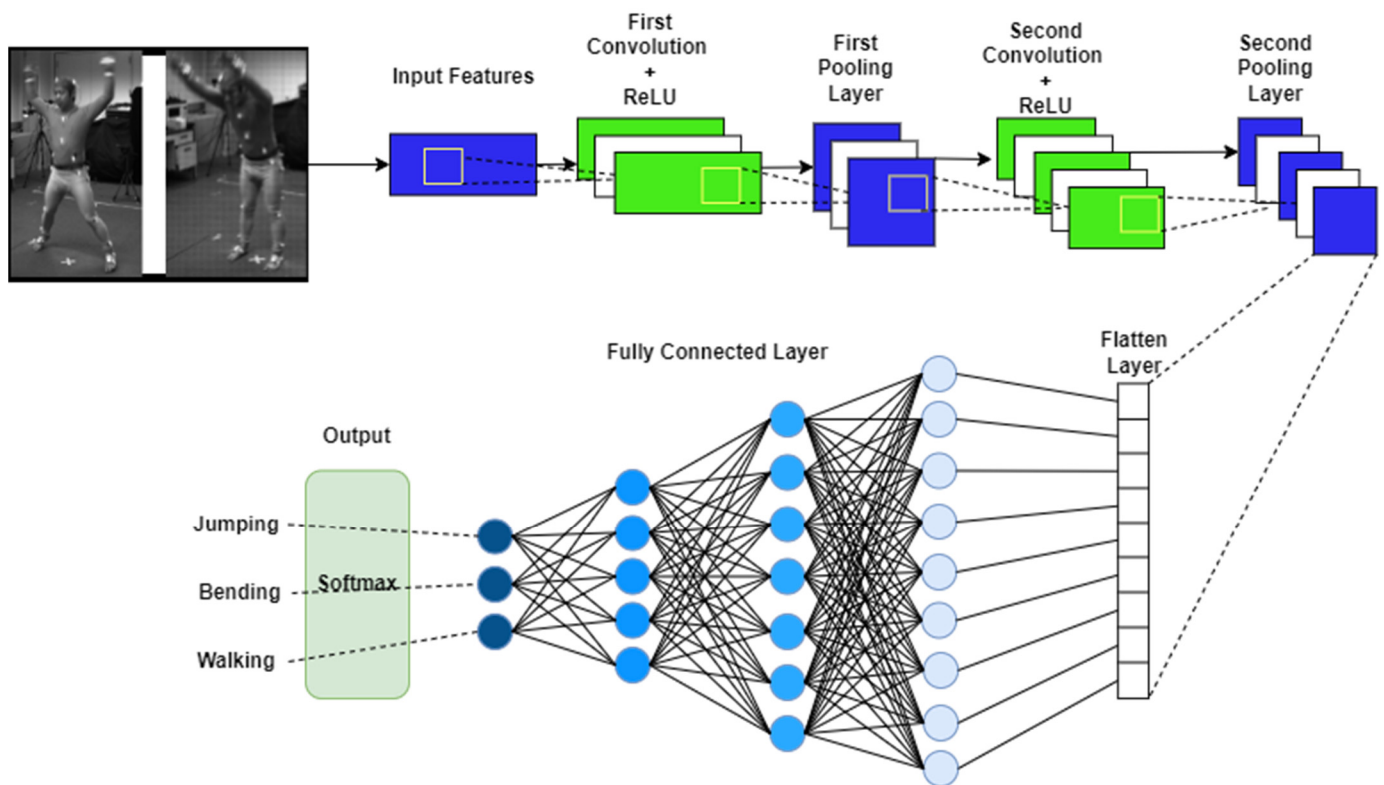 Input Features
First
Convolution
+
ReLU
First
Pooling
Layer
Second
Convolution
+
ReLU
Second
Pooling
Layer
Fully Connected Layer
Flatten
Layer
Output
Jumping
Bending
Walking
Softmax